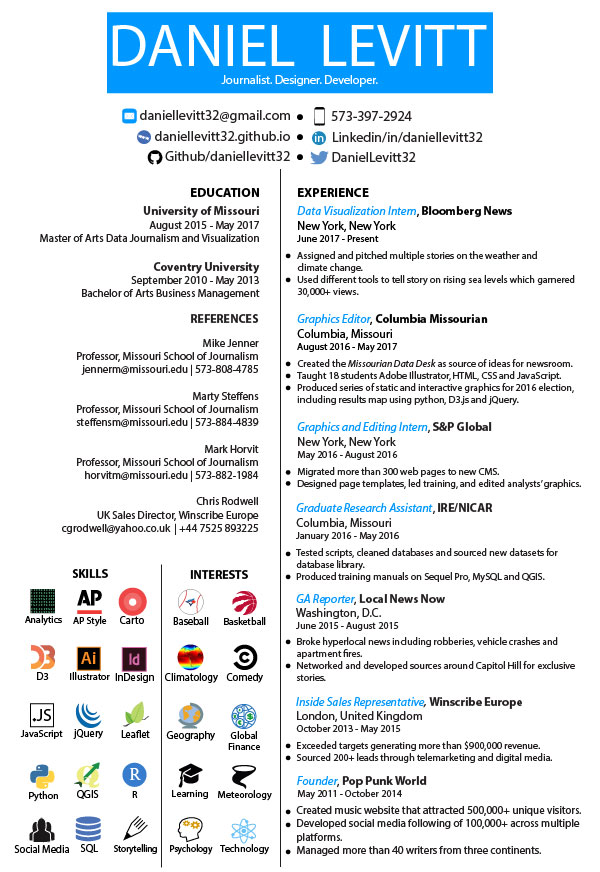 DANIEL LEVITT
Journalist. Designer. Developer.
daniellevitt32@gmail.com ● 573-397-2924
www daniellevitt32.github.io ● in Linkedin/in/daniellevitt32
Github/daniellevitt32 ● DanielLevitt32
EDUCATION
University of Missouri
August 2015 - May 2017
Master of Arts Data Journalism and Visualization
Coventry University
September 2010 - May 2013
Bachelor of Arts Business Management
REFERENCES
Mike Jenner
Professor, Missouri School of Journalism
jennerm@missouri.edu | 573-808-4785
Marty Steffens
Professor, Missouri School of Journalism
steffensm@missouri.edu | 573-884-4839
Mark Horvit
Professor, Missouri School of Journalism
horvitm@missouri.edu | 573-882-1984
Chris Rodwell
UK Sales Director, Winscribe Europe
cgrodwell@yahoo.co.uk | +44 7525 893225
SKILLS
AP
Analytics AP Style Carto
Ai Id
D3 Illustrator InDesign
.JS
JavaScript jQuery Leaflet
R
Python QGIS R
Social Media SQL Storytelling
INTERESTS
Baseball Basketball
Climatology Comedy
Geography Global
Finance
Learning Meteorology
Psychology Technology
EXPERIENCE
Data Visualization Intern, Bloomberg News
New York, New York
June 2017 - Present
● Assigned and pitched multiple stories on the weather and
climate change.
● Used different tools to tell story on rising sea levels which garnered
30,000+ views.
Graphics Editor, Columbia Missourian
Columbia, Missouri
August 2016 - May 2017
● Created the Missourian Data Desk as source of ideas for newsroom.
● Taught 18 students Adobe Illustrator, HTML, CSS and JavaScript.
● Produced series of static and interactive graphics for 2016 election,
including results map using python, D3.js and jQuery.
Graphics and Editing Intern, S&P Global
New York, New York
May 2016 - August 2016
● Migrated more than 300 web pages to new CMS.
● Designed page templates, led training, and edited analysts' graphics.
Graduate Research Assistant, IRE/NICAR
Columbia, Missouri
January 2016 - May 2016
● Tested scripts, cleaned databases and sourced new datasets for
database library.
● Produced training manuals on Sequel Pro, MySQL and QGIS.
GA Reporter, Local News Now
Washington, D.C.
June 2015 - August 2015
● Broke hyperlocal news including robberies, vehicle crashes and
apartment fires.
● Networked and developed sources around Capitol Hill for exclusive
stories.
Inside Sales Representative, Winscribe Europe
London, United Kingdom
October 2013 - May 2015
● Exceeded targets generating more than $900,000 revenue.
● Sourced 200+ leads through telemarketing and digital media.
Founder, Pop Punk World
May 2011 - October 2014
● Created music website that attracted 500,000+ unique visitors.
● Developed social media following of 100,000+ across multiple
platforms.
● Managed more than 40 writers from three continents.